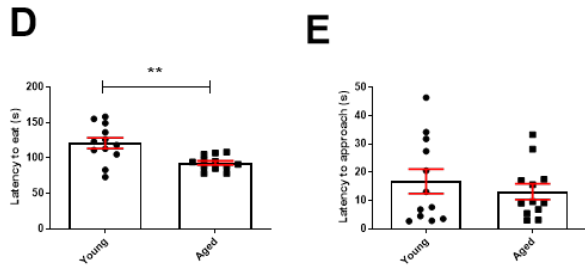 D
E
**
Latency to eat (s)
200
150
100
50
0
Young
Aged
Latency to approach (s)
50
40
30
20
10
0
Young
Aged